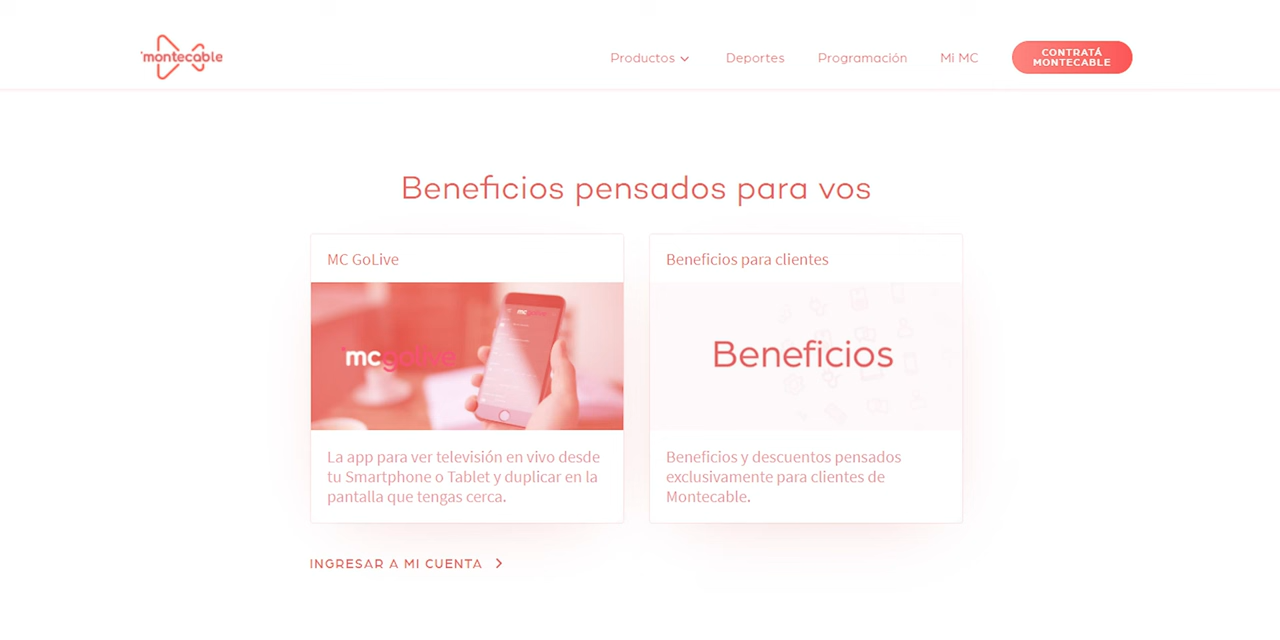 montecable
Productos
Deportes
Programación
Mi MC
CONTRATÁ
MONTECABLE
Beneficios pensados para vos
MC GoLive
Beneficios para clientes
mcgolive
mcgolive
Beneficios
La app para ver televisión en vivo desde
tu Smartphone o Tablet y duplicar en la
pantalla que tengas cerca.
Beneficios y descuentos pensados
exclusivamente para clientes de
Montecable.
INGRESAR A MI CUENTA